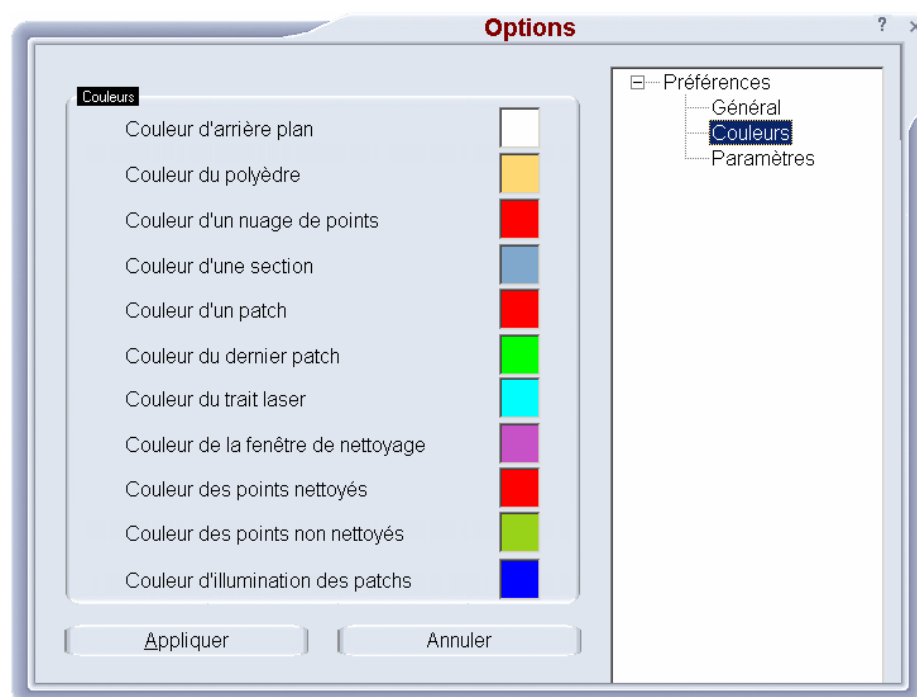 Options
? ×
Couleurs
Couleur d'arrière plan
Couleur du polyèdre
Couleur d'un nuage de points
Couleur d'une section
Couleur d'un patch
Couleur du dernier patch
Couleur du trait laser
Couleur de la fenêtre de nettoyage
Couleur des points nettoyés
Couleur des points non nettoyés
Couleur d'illumination des patchs
Appliquer
Annuler
Préférences
Général
Couleurs
Paramètres